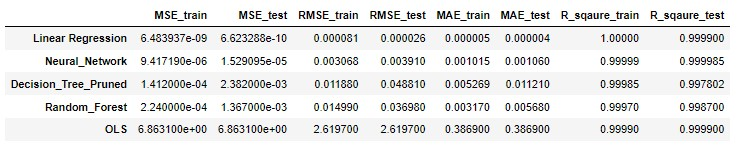 MSE_train MSE_test RMSE_train RMSE_test MAE_train MAE_test R_sqaure_train R_sqaure_test
Linear Regression 6.483937e-09 6.623288e-10 0.000081 0.000026 0.000005 0.000004 1.00000 0.999900
Neural_Network 9.417190e-06 1.529095e-05 0.003068 0.003910 0.001015 0.001060 0.99999 0.999985
Decision_Tree_Pruned 1.412000e-04 2.382000e-03 0.011880 0.048810 0.005269 0.011210 0.99985 0.997802
Random_Forest 2.240000e-04 1.367000e-03 0.014990 0.036980 0.003170 0.005680 0.99970 0.998700
OLS 6.863100e+00 6.863100e+00 2.619700 2.619700 0.386900 0.386900 0.99990 0.999900